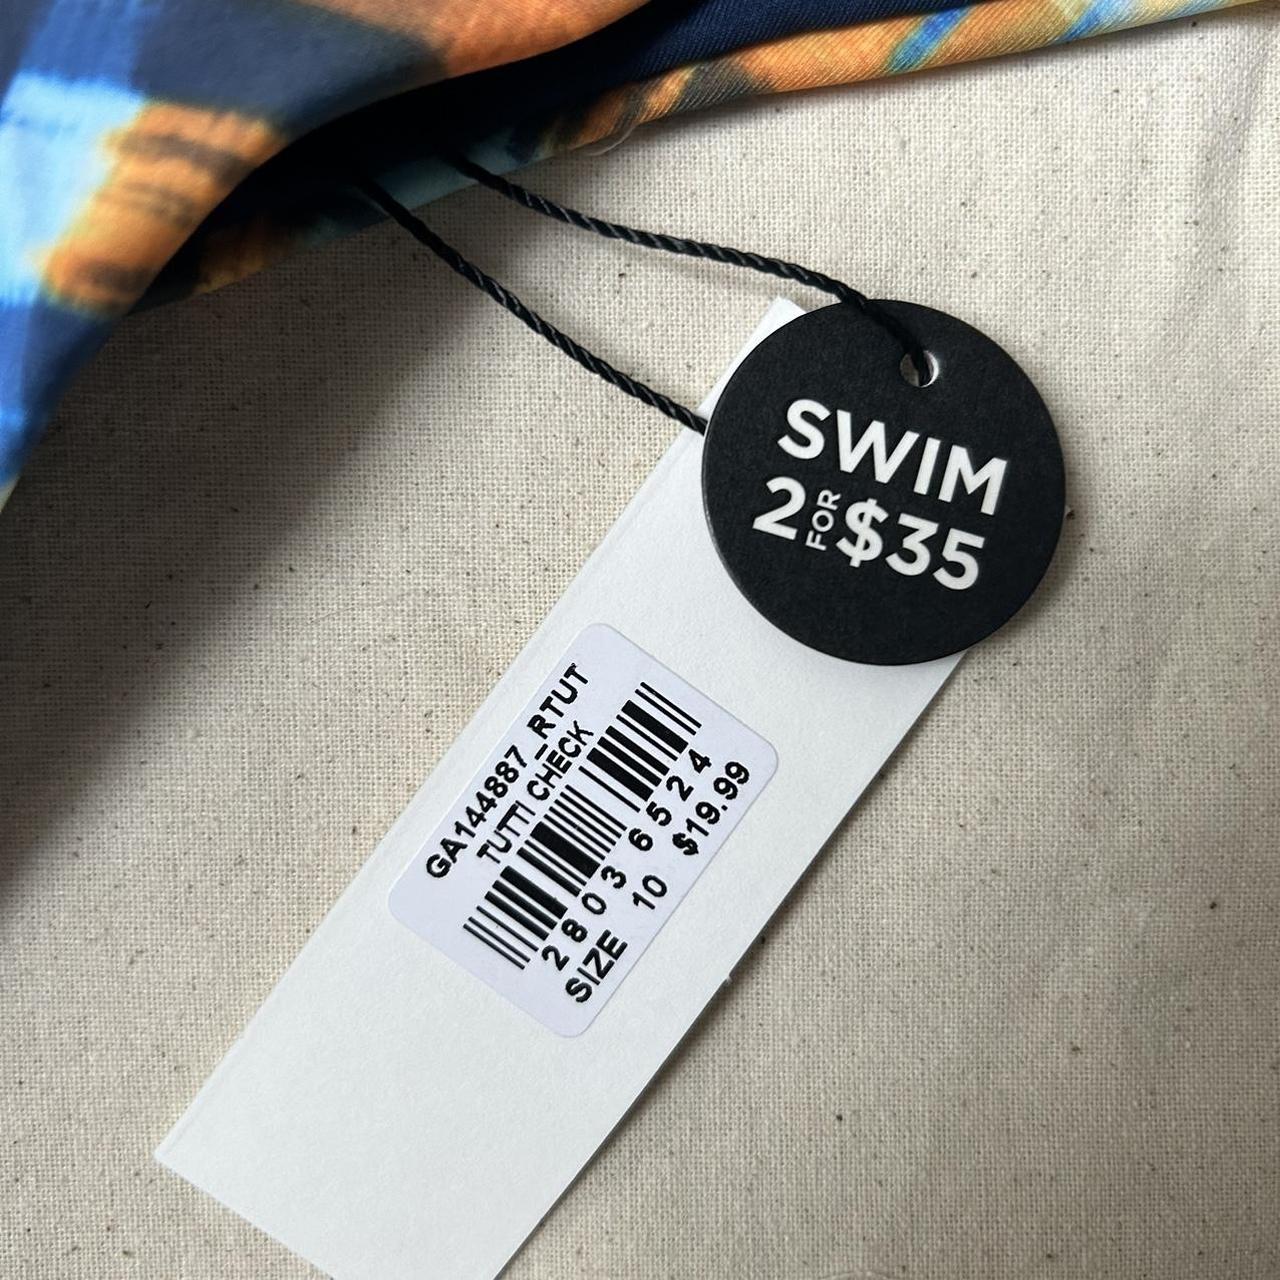 SWIM
2 FOR $35
GA144887_RTUT
TUTTI CHECK
2803 6524
SIZE 10 $19.99